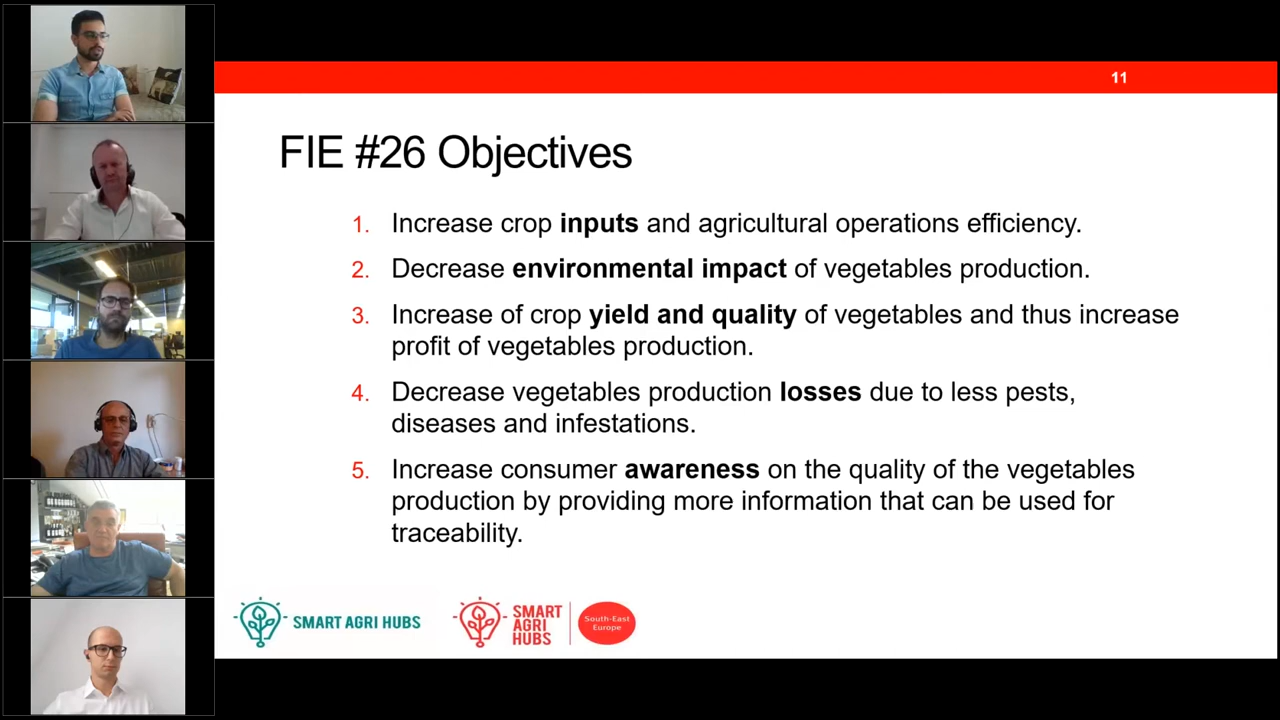 11
FIE #26 Objectives
1. Increase crop inputs and agricultural operations efficiency.
2. Decrease environmental impact of vegetables production.
3. Increase of crop yield and quality of vegetables and thus increase
profit of vegetables production.
4. Decrease vegetables production losses due to less pests,
diseases and infestations.
5. Increase consumer awareness on the quality of the vegetables
production by providing more information that can be used for
traceability.
SMART AGRI HUBS
SMART
AGRI
HUBS
South-East
Europe